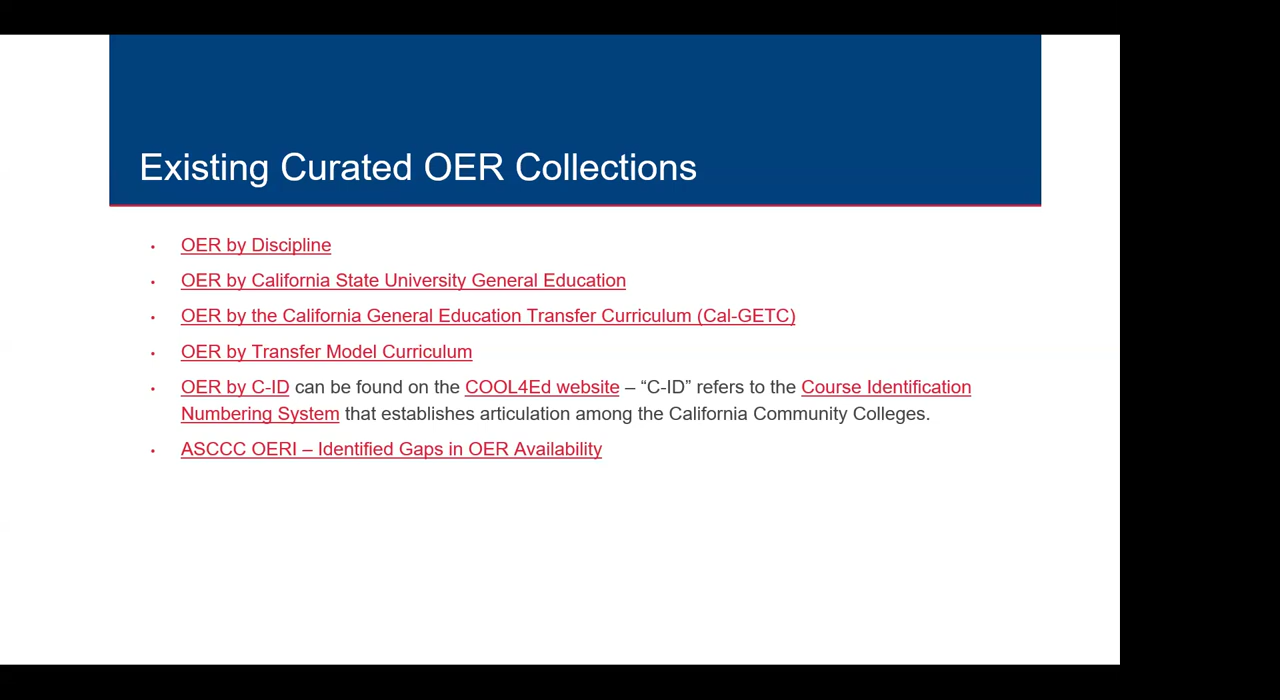 Existing Curated OER Collections
• OER by Discipline
• OER by California State University General Education
• OER by the California General Education Transfer Curriculum (Cal-GETC)
• OER by Transfer Model Curriculum
• OER by C-ID can be found on the COOL4Ed website – “C-ID” refers to the Course Identification
Numbering System that establishes articulation among the California Community Colleges.
• ASCCC OERI – Identified Gaps in OER Availability